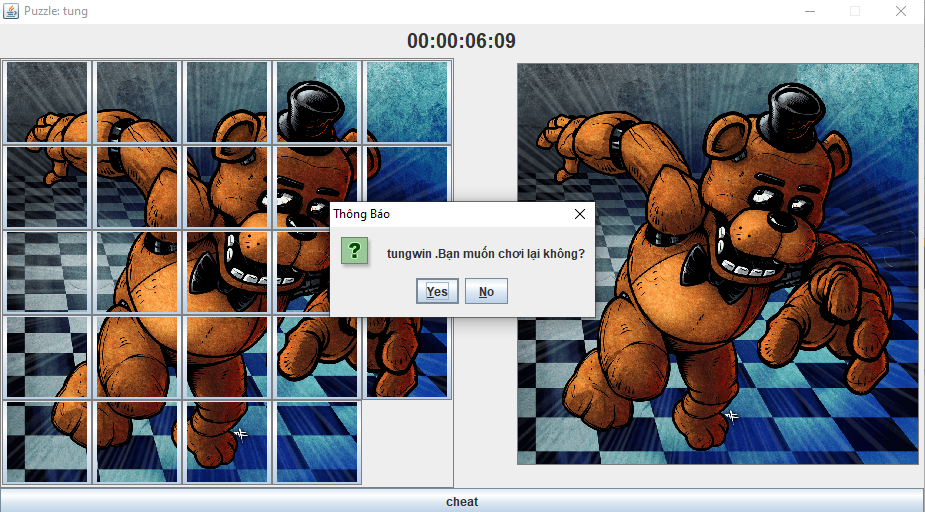 Puzzle: tung
00:00:06:09
Thông Báo
tungwin .Bạn muốn chơi lại không?
Yes
No
cheat